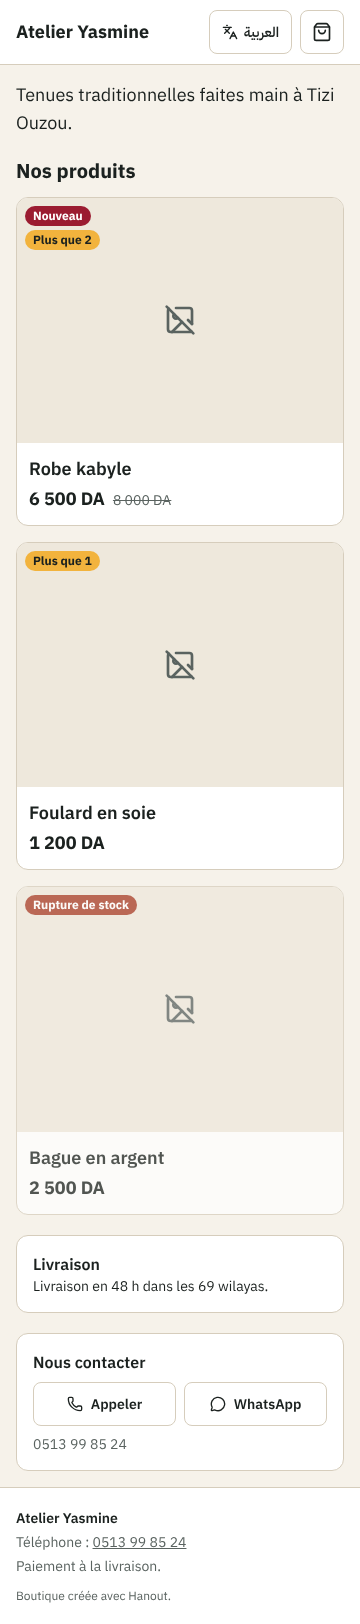 Atelier Yasmine
العربية
Tenues traditionnelles faites main à Tizi
Ouzou.
Nos produits
Nouveau
Plus que 2
Robe kabyle
6 500 DA 8 000 DA
Plus que 1
Foulard en soie
1 200 DA
Rupture de stock
Bague en argent
2 500 DA
Livraison
Livraison en 48 h dans les 69 wilayas.
Nous contacter
Appeler
WhatsApp
0513 99 85 24
Atelier Yasmine
Téléphone : 0513 99 85 24
Paiement à la livraison.
Boutique créée avec Hanout.